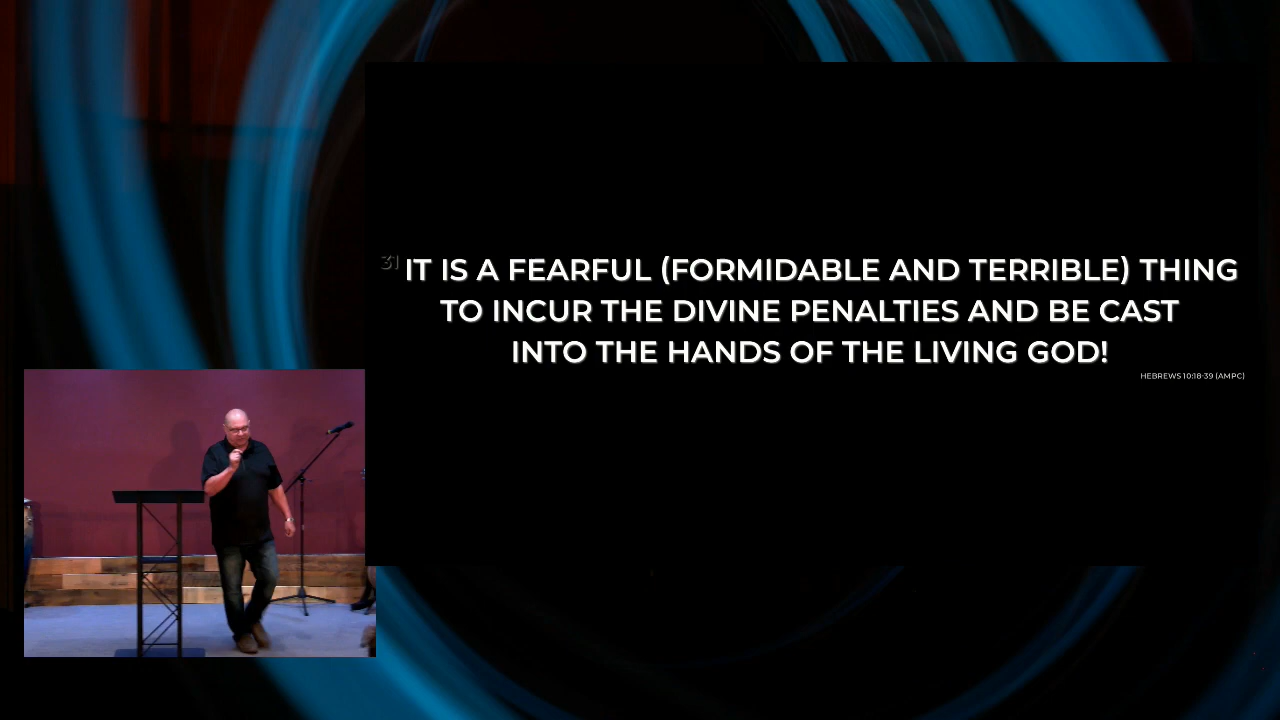 31 IT IS A FEARFUL (FORMIDABLE AND TERRIBLE) THING
TO INCUR THE DIVINE PENALTIES AND BE CAST
INTO THE HANDS OF THE LIVING GOD!
HEBREWS 10:18-39 (AMPC)